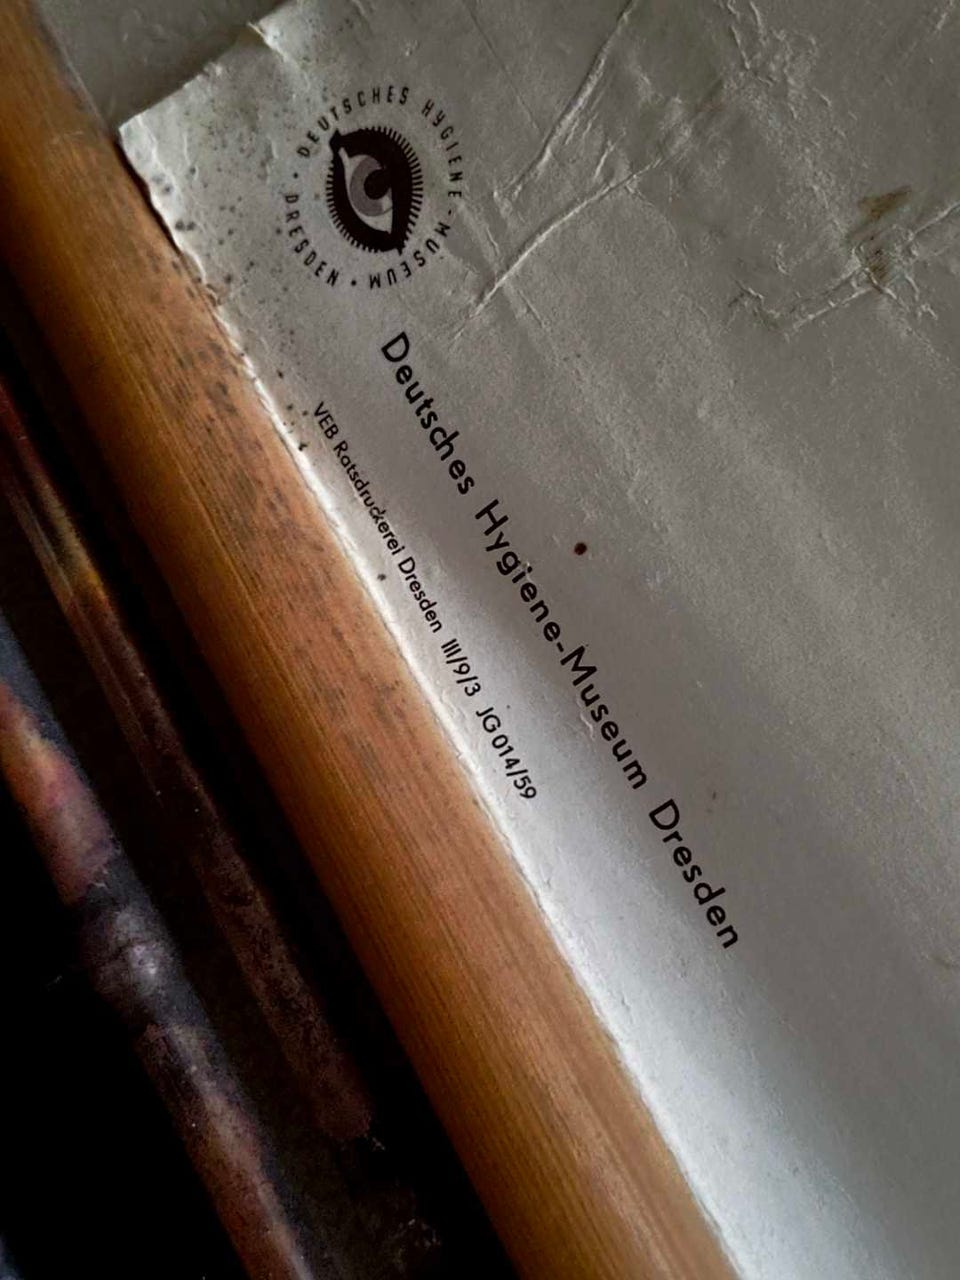 DEUTSCHES HYGIENE-MUSEUM • DRESDEN •
Deutsches Hygiene-Museum Dresden
VEB Ratsdruckerei Dresden III/9/3 JG 014/59